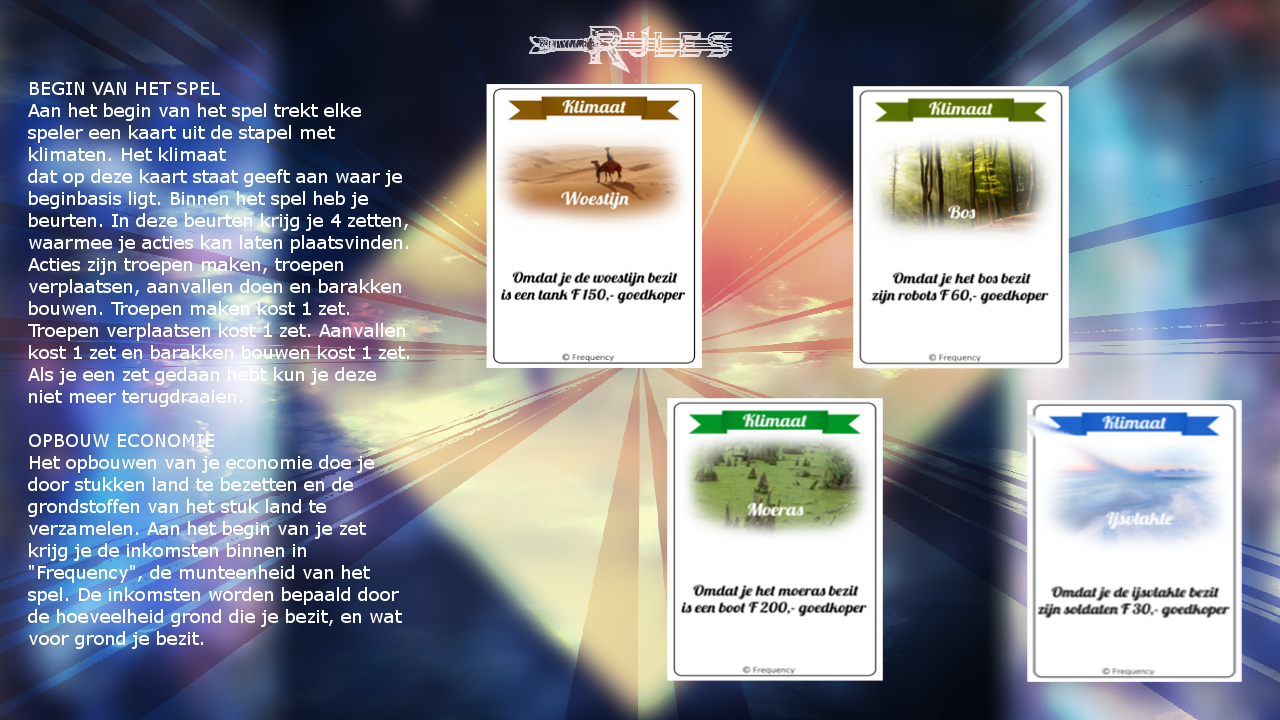 RULES
BEGIN VAN HET SPEL
Aan het begin van het spel trekt elke
speler een kaart uit de stapel met
klimaten. Het klimaat
dat op deze kaart staat geeft aan waar je
beginbasis ligt. Binnen het spel heb je
beurten. In deze beurten krijg je 4 zetten,
waarmee je acties kan laten plaatsvinden.
Acties zijn troepen maken, troepen
verplaatsen, aanvallen doen en barakken
bouwen. Troepen maken kost 1 zet.
Troepen verplaatsen kost 1 zet. Aanvallen
kost 1 zet en barakken bouwen kost 1 zet.
Als je een zet gedaan hebt kun je deze
niet meer terugdraaien.
OPBOUW ECONOMIE
Het opbouwen van je economie doe je
door stukken land te bezetten en de
grondstoffen van het stuk land te
verzamelen. Aan het begin van je zet
krijg je de inkomsten binnen in
"Frequency", de munteenheid van het
spel. De inkomsten worden bepaald door
de hoeveelheid grond die je bezit, en wat
voor grond je bezit.
Klimaat
Woestijn
Omdat je de woestijn bezit
is een tank F 150,- goedkoper
© Frequency
Klimaat
Bos
Omdat je het bos bezit
zijn robots F 60,- goedkoper
© Frequency
Klimaat
Moeras
Omdat je het moeras bezit
is een boot F 200,- goedkoper
© Frequency
Klimaat
Ijsvlakte
Omdat je de ijsvlakte bezit
zijn soldaten F 30,- goedkoper
© Frequency